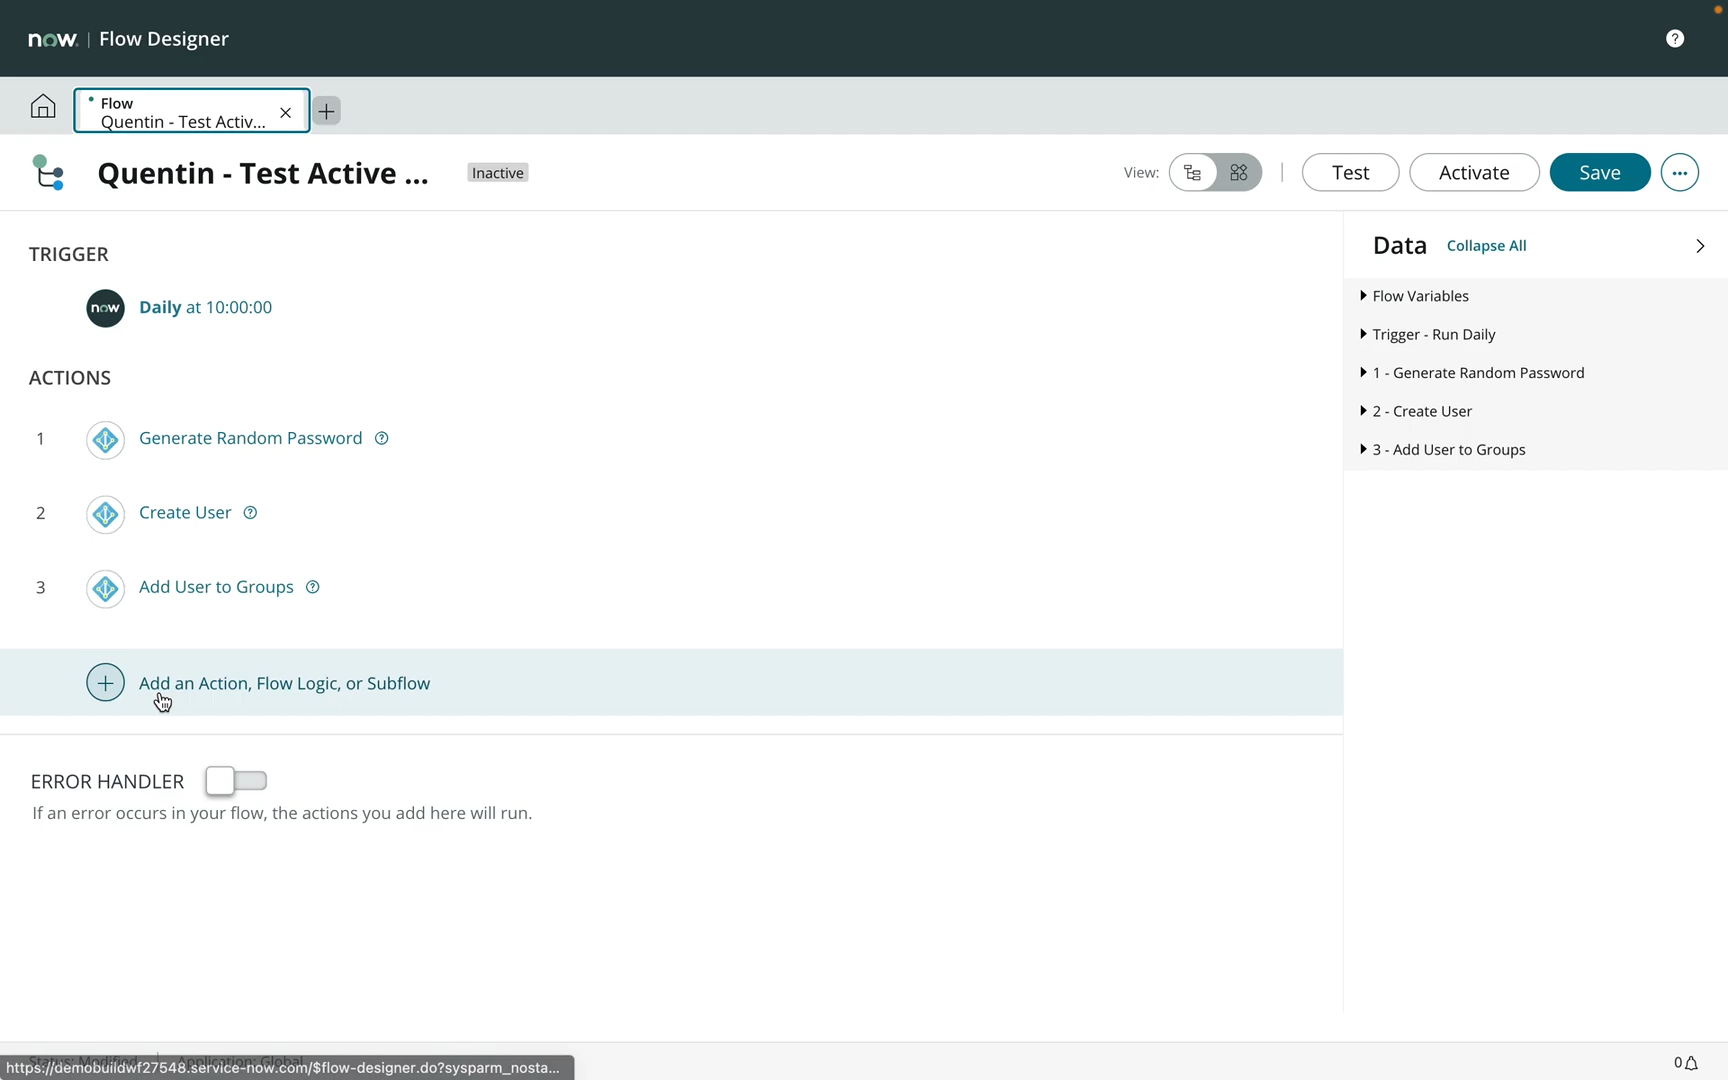 now. | Flow Designer
?
Flow
Quentin - Test Activ...
Quentin - Test Active ...
Inactive
View:
Test
Activate
Save
...
TRIGGER
now
Daily at 10:00:00
ACTIONS
1
Generate Random Password
?
2
Create User
?
3
Add User to Groups
?
Add an Action, Flow Logic, or Subflow
ERROR HANDLER
If an error occurs in your flow, the actions you add here will run.
Data
Collapse All
Flow Variables
Trigger - Run Daily
1 - Generate Random Password
2 - Create User
3 - Add User to Groups
Status: Modified | Application: Global
https://demobuildwf27548.service-now.com/$flow-designer.do?sysparm_nosta...
0